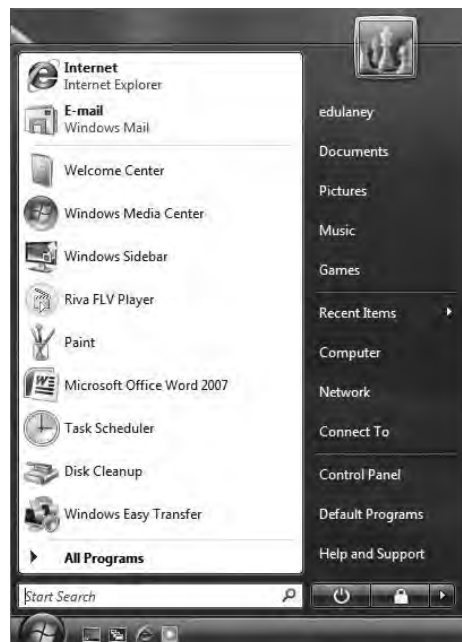 Internet
Internet Explorer
E-mail
Windows Mail
Welcome Center
Windows Media Center
Windows Sidebar
Riva FLV Player
Paint
Microsoft Office Word 2007
Task Scheduler
Disk Cleanup
Windows Easy Transfer
All Programs
Start Search
edulaney
Documents
Pictures
Music
Games
Recent Items
Computer
Network
Connect To
Control Panel
Default Programs
Help and Support